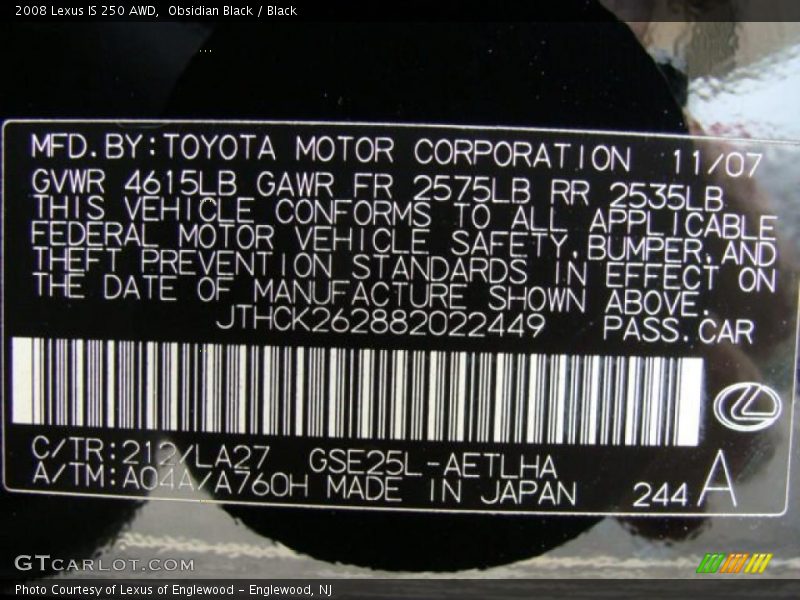 2008 Lexus IS 250 AWD,  Obsidian Black / Black
MFD.BY:TOYOTA MOTOR CORPORATION 11/07
GVWR 4615LB GAWR FR 2575LB RR 2535LB
THIS VEHICLE CONFORMS TO ALL APPLICABLE
FEDERAL MOTOR VEHICLE SAFETY,BUMPER,AND
THEFT PREVENTION STANDARDS IN EFFECT ON
THE DATE OF MANUFACTURE SHOWN ABOVE.
JTHCK262882022449 PASS.CAR
C/TR:212/LA27 GSE25L-AETLHA
A/TM:A04A/A760H MADE IN JAPAN 244 A
GTCARLOT.COM
Photo Courtesy of Lexus of Englewood – Englewood, NJ